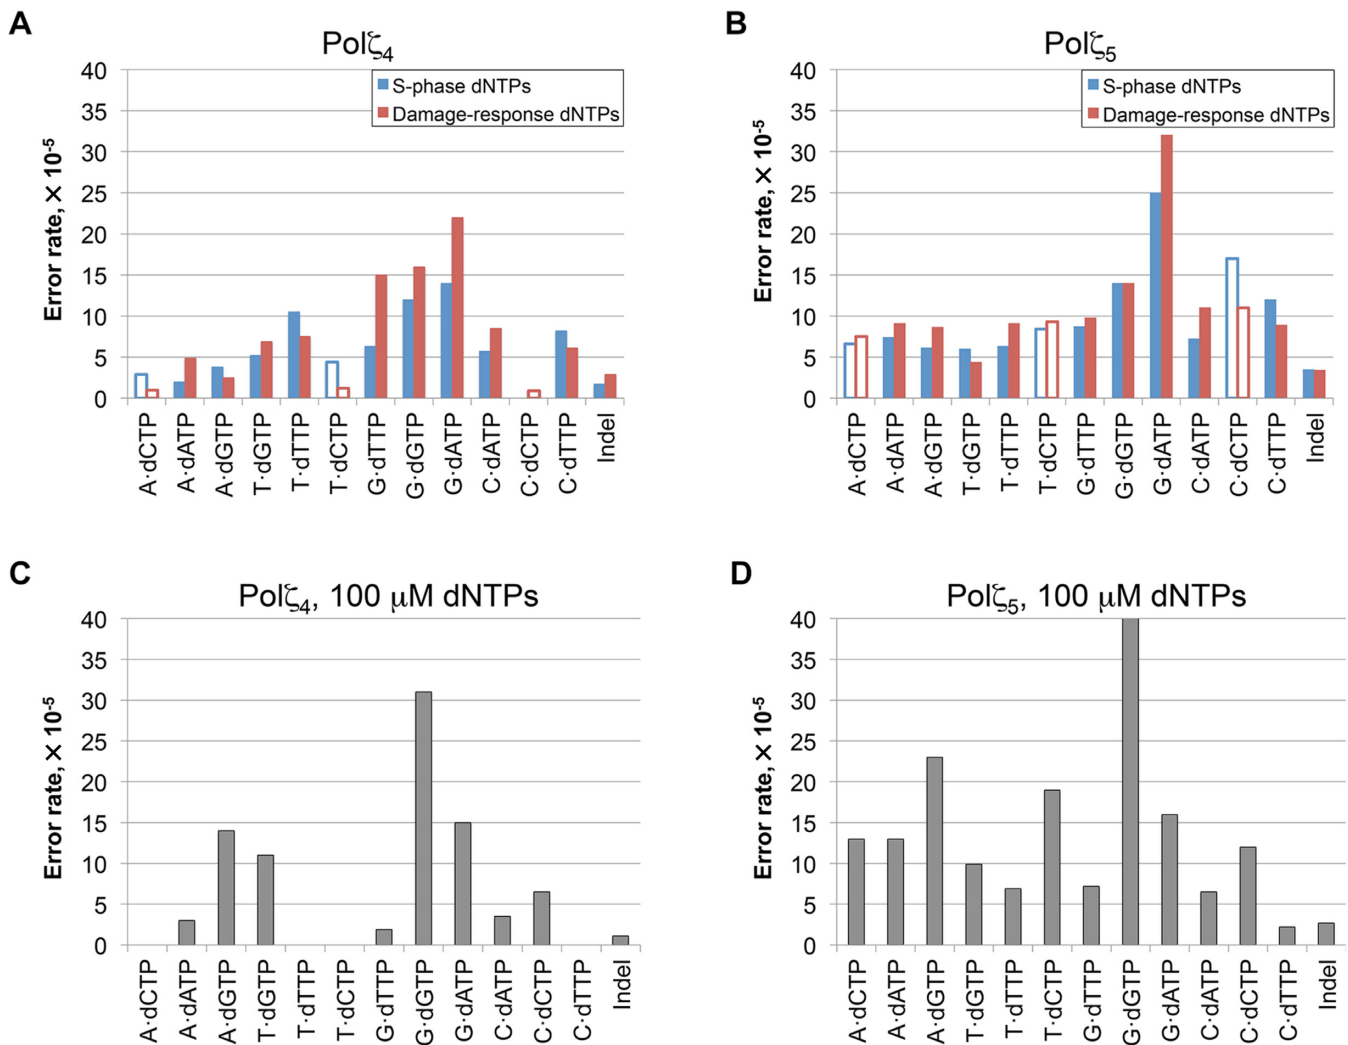 A
Polζ4
Error rate, × 10-5
40
35
30
25
20
15
10
5
0
S-phase dNTPs
Damage-response dNTPs
A·dCTP
A·dATP
A·dGTP
T·dGTP
T·dTTP
T·dCTP
G·dTTP
G·dGTP
G·dATP
C·dATP
C·dCTP
C·dTTP
Indel
B
Polζ5
Error rate, × 10-5
40
35
30
25
20
15
10
5
0
S-phase dNTPs
Damage-response dNTPs
A·dCTP
A·dATP
A·dGTP
T·dGTP
T·dTTP
T·dCTP
G·dTTP
G·dGTP
G·dATP
C·dATP
C·dCTP
C·dTTP
Indel
C
Polζ4, 100 μM dNTPs
Error rate, × 10-5
40
35
30
25
20
15
10
5
0
A·dCTP
A·dATP
A·dGTP
T·dGTP
T·dTTP
T·dCTP
G·dTTP
G·dGTP
G·dATP
C·dATP
C·dCTP
C·dTTP
Indel
D
Polζ5, 100 μM dNTPs
Error rate, × 10-5
40
35
30
25
20
15
10
5
0
A·dCTP
A·dATP
A·dGTP
T·dGTP
T·dTTP
T·dCTP
G·dTTP
G·dGTP
G·dATP
C·dATP
C·dCTP
C·dTTP
Indel